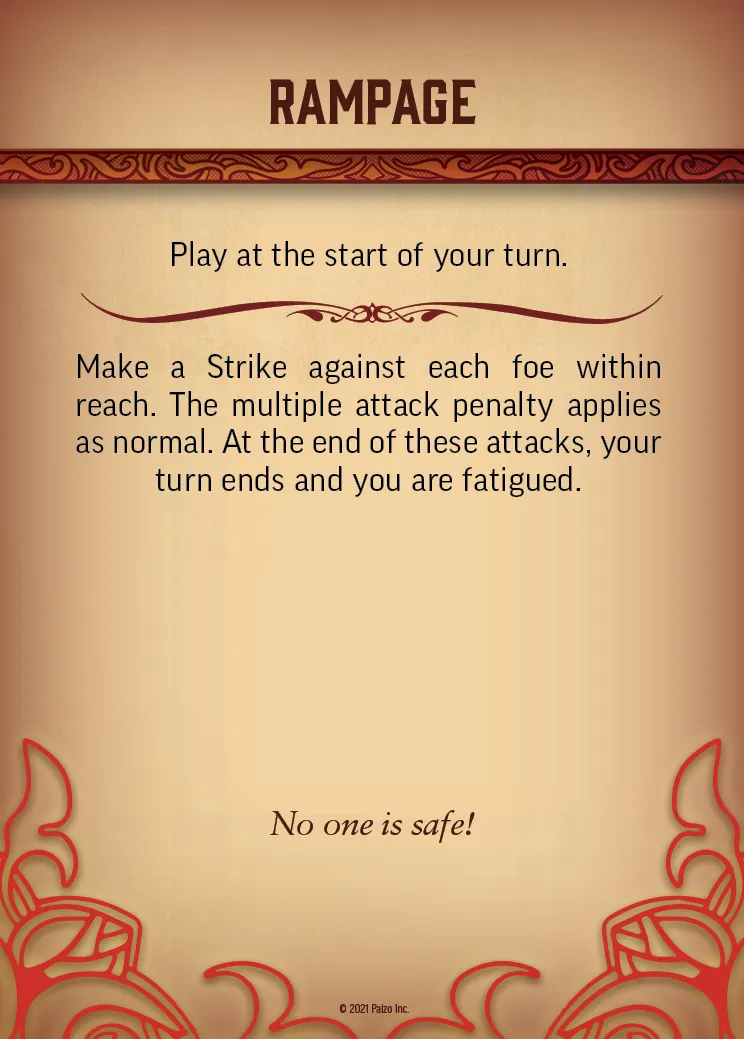 RAMPAGE
Play at the start of your turn.
Make a Strike against each foe within
reach. The multiple attack penalty applies
as normal. At the end of these attacks, your
turn ends and you are fatigued.
No one is safe!
© 2021 Paizo Inc.